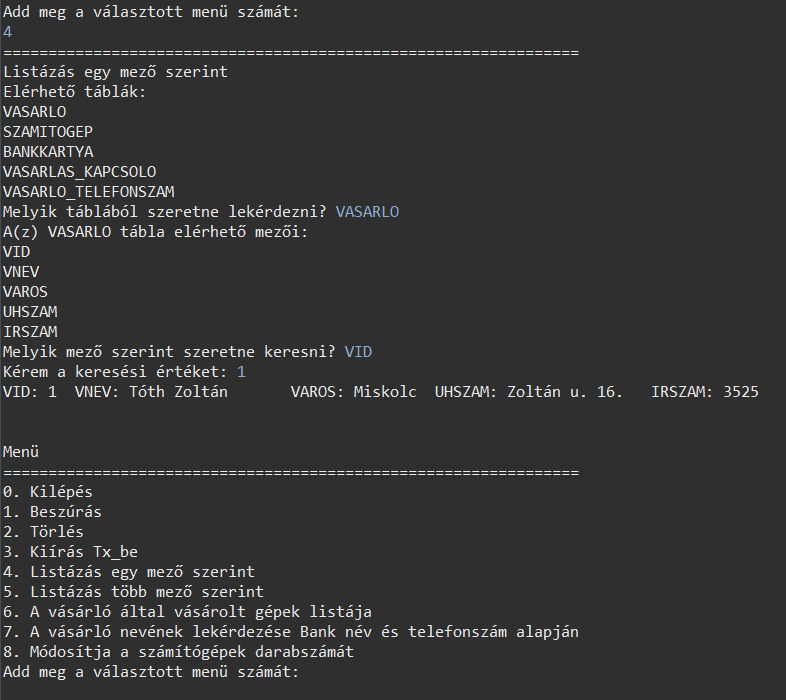 Add meg a választott menü számát:
4
================================================================
Listázás egy mező szerint
Elérhető táblák:
VASARLO
SZAMITOGEP
BANKKARTYA
VASARLAS_KAPCSOLO
VASARLO_TELEFONSZAM
Melyik táblából szeretne lekérdezni? VASARLO
A(z) VASARLO tábla elérhető mezői:
VID
VNEV
VAROS
UHSZAM
IRSZAM
Melyik mező szerint szeretne keresni? VID
Kérem a keresési értéket: 1
VID: 1  VNEV: Tóth Zoltán       VAROS: Miskolc  UHSZAM: Zoltán u. 16.   IRSZAM: 3525
Menü
================================================================
0. Kilépés
1. Beszúrás
2. Törlés
3. Kiírás Tx_be
4. Listázás egy mező szerint
5. Listázás több mező szerint
6. A vásárló által vásárolt gépek listája
7. A vásárló nevének lekérdezése Bank név és telefonszám alapján
8. Módosítja a számítógépek darabszámát
Add meg a választott menü számát: